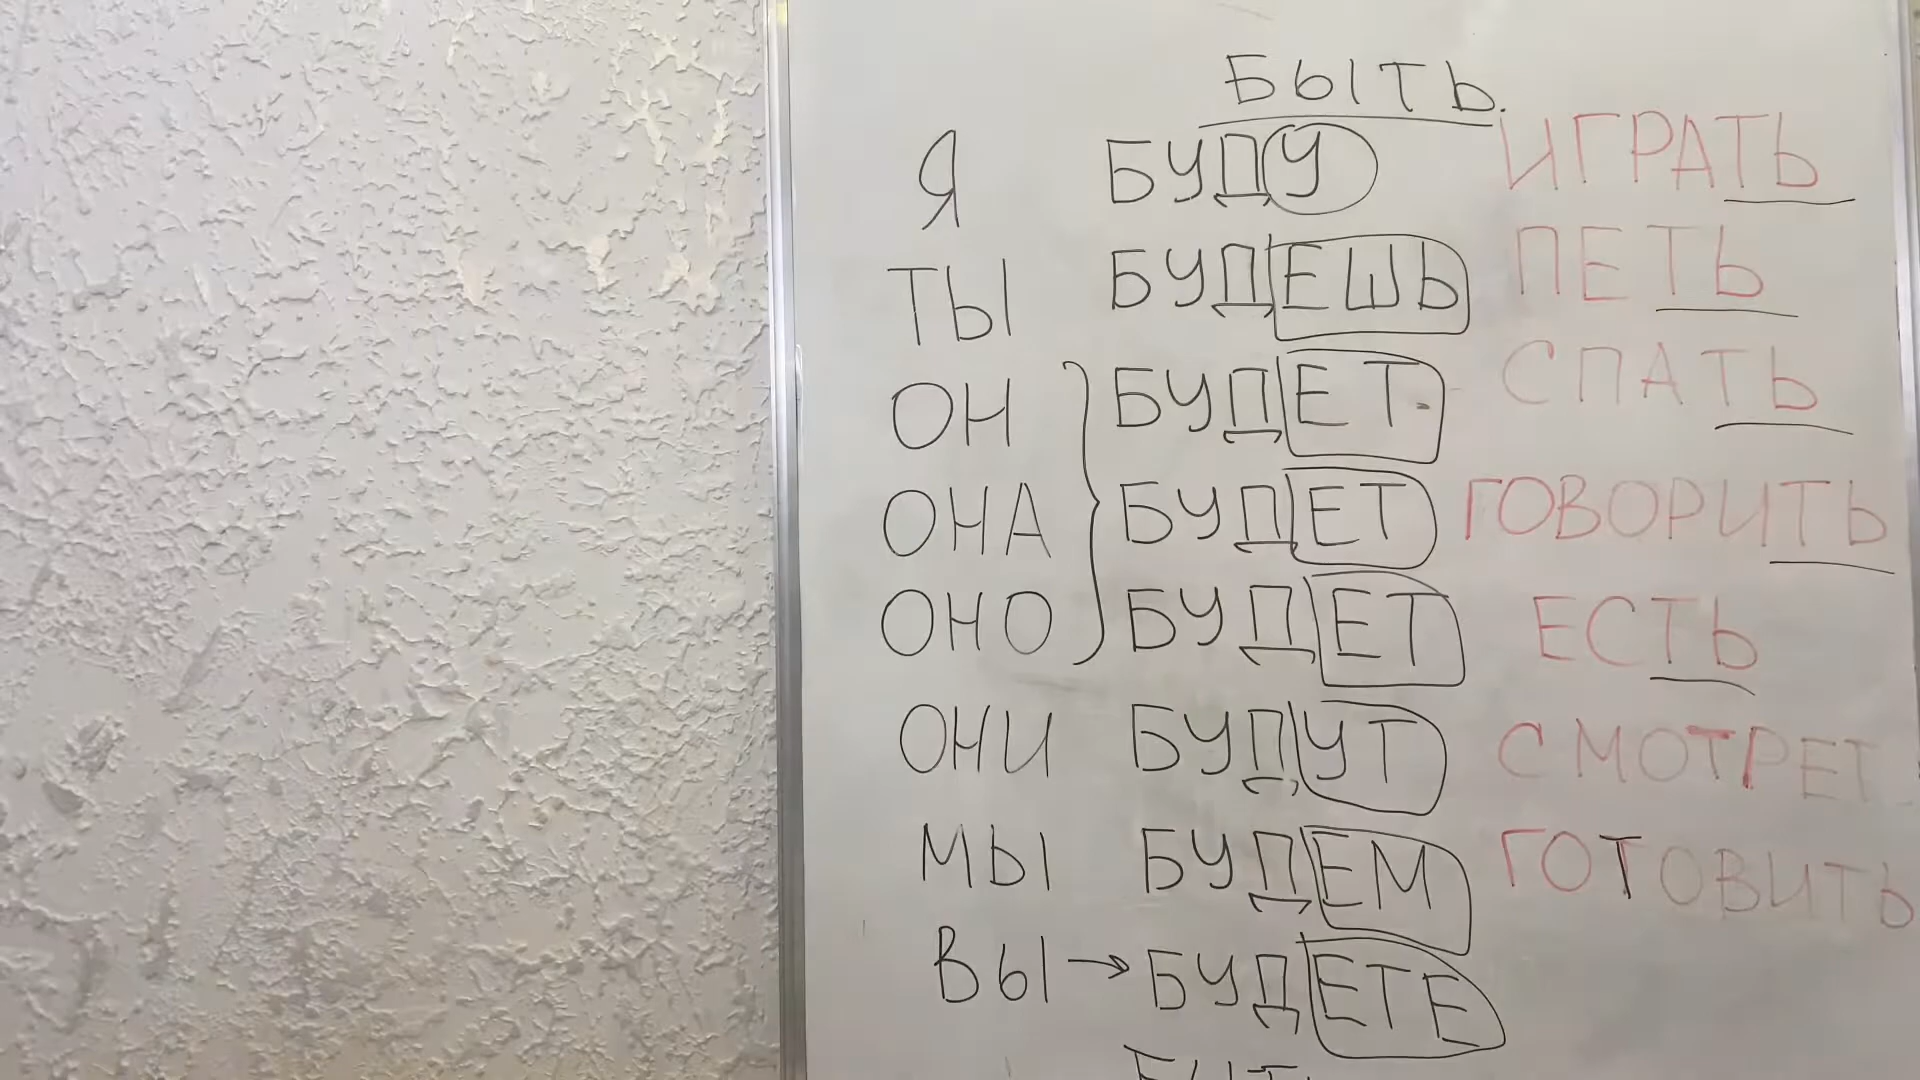 БЫТЬ.
Я БУДУ ИГРАТЬ
ТЫ БУДЕШЬ ПЕТЬ
ОН БУДЕТ СПАТЬ
ОНА БУДЕТ ГОВОРИТЬ
ОНО БУДЕТ ЕСТЬ
ОНИ БУДУТ СМОТРЕТ
МЫ БУДЕМ ГОТОВИТЬ
ВЫ → БУДЕТЕ